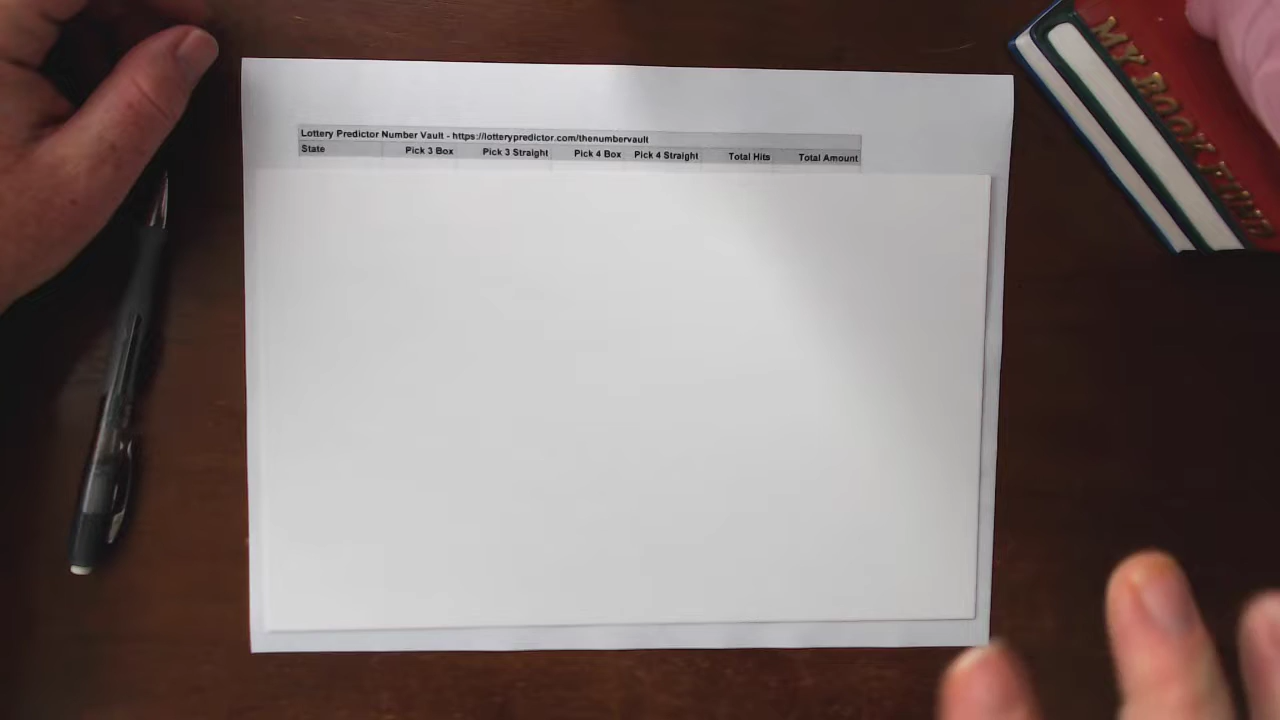 Lottery Predictor Number Vault - https://lotterypredictor.com/thenumbervault
State Pick 3 Box Pick 3 Straight Pick 4 Box Pick 4 Straight Total Hits Total Amount
MY BOOK